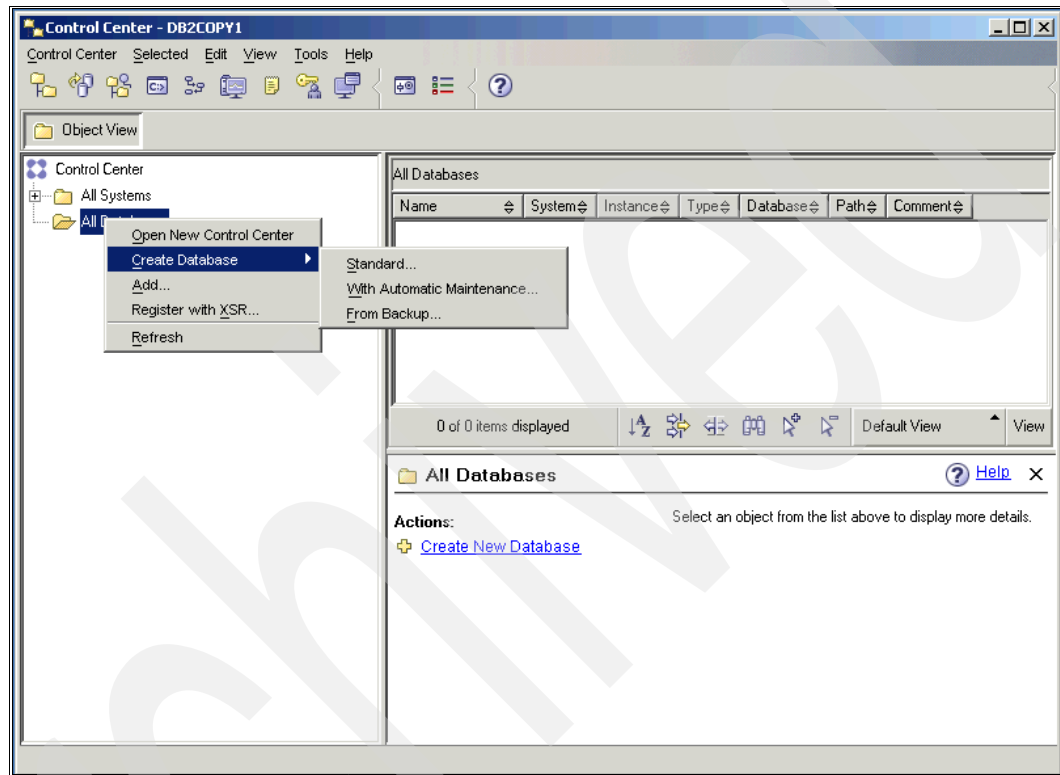 Control Center - DB2COPY1
Control Center Selected Edit View Tools Help
Object View
Control Center
All Systems
All
Open New Control Center
Create Database
Add...
Register with XSR...
Refresh
Standard...
With Automatic Maintenance...
From Backup...
All Databases
Name System Instance Type Database Path Comment
0 of 0 items displayed Default View View
All Databases Help
Actions: Select an object from the list above to display more details.
Create New Database